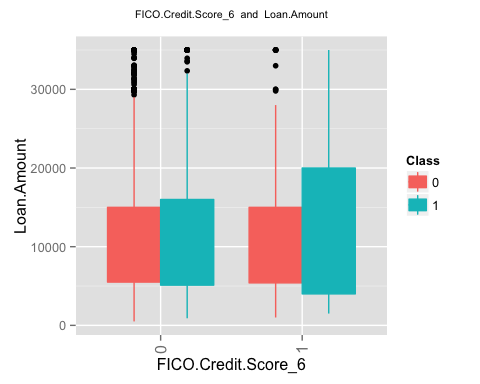 FICO.Credit.Score_6 and Loan.Amount
30000
20000
10000
0
Loan.Amount
0
1
FICO.Credit.Score_6
Class
0
1